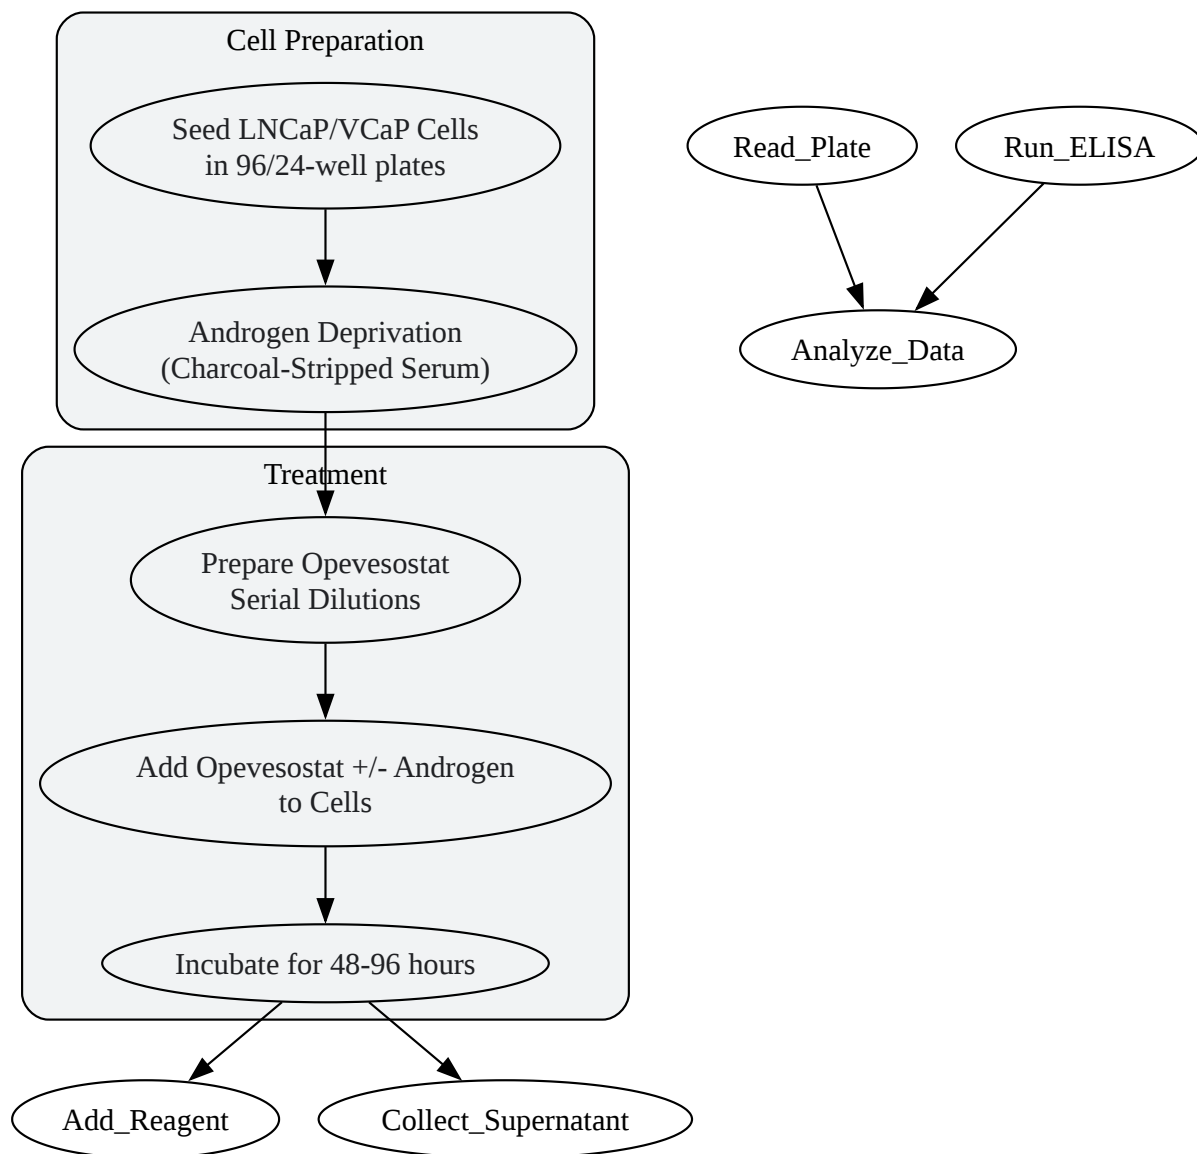 Cell Preparation
Seed LNCaP/VCaP Cells
in 96/24-well plates
Read_Plate
Run_ELISA
Androgen Deprivation
(Charcoal-Stripped Serum)
Analyze_Data
Treatment
Prepare Opevesostat
Serial Dilutions
Add Opevesostat +/- Androgen
to Cells
Incubate for 48-96 hours
Add_Reagent
Collect_Supernatant